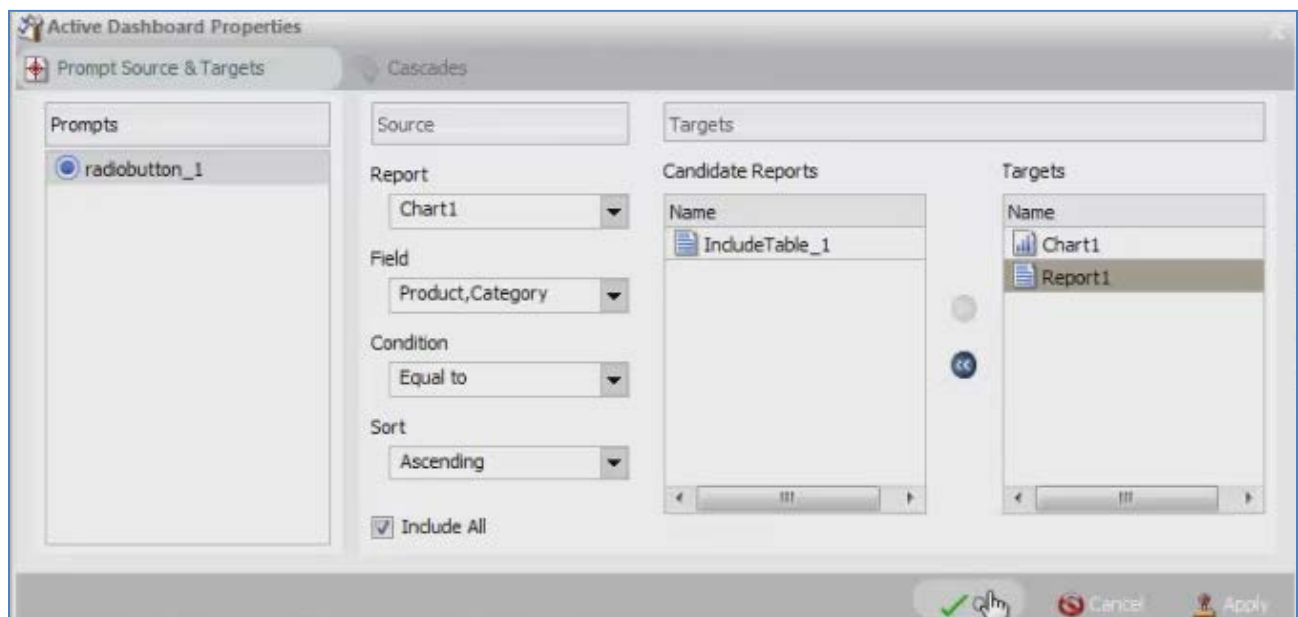 Active Dashboard Properties
Prompt Source & Targets
Cascades
Prompts
radiobutton_1
Source
Report
Chart1
Field
Product,Category
Condition
Equal to
Sort
Ascending
Include All
Targets
Candidate Reports
Name
IncludeTable_1
Targets
Name
Chart1
Report1
Cancel
Apply